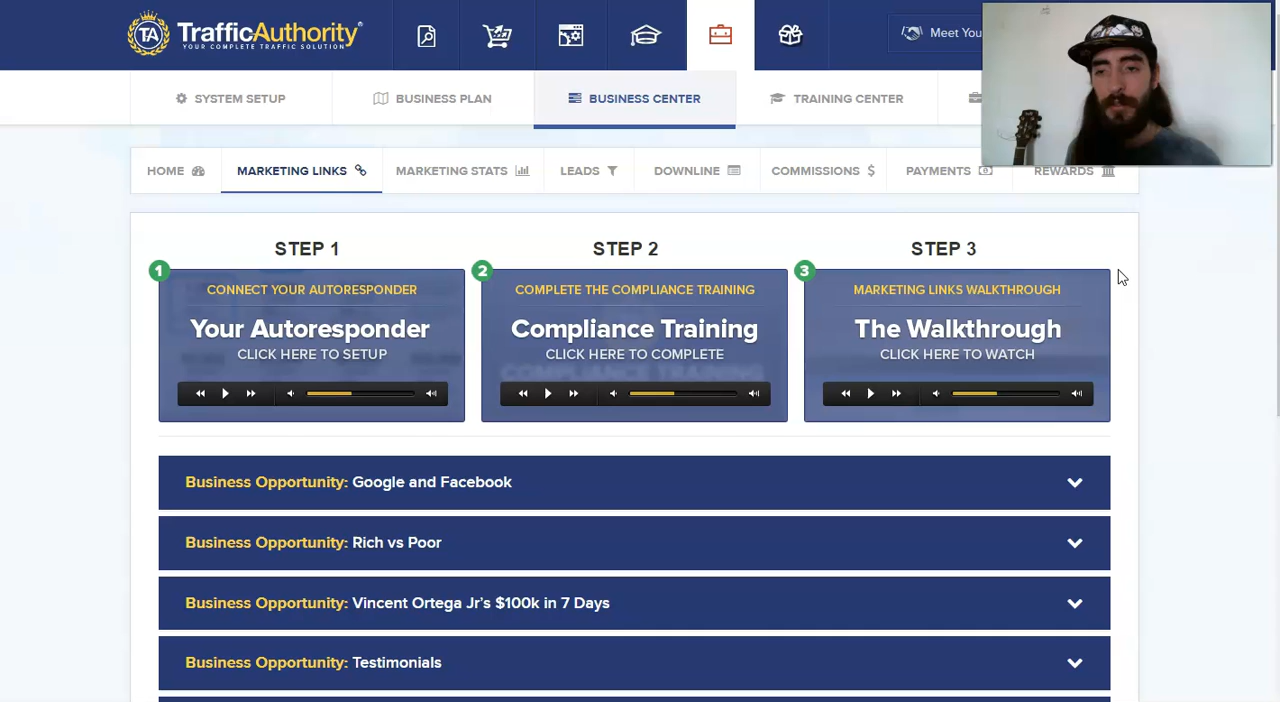 TA TrafficAuthority®
YOUR COMPLETE TRAFFIC SOLUTION
Meet You
SYSTEM SETUP
BUSINESS PLAN
BUSINESS CENTER
TRAINING CENTER
HOME
MARKETING LINKS
MARKETING STATS
LEADS
DOWNLINE
COMMISSIONS $
PAYMENTS
REWARDS
STEP 1
STEP 2
STEP 3
1
CONNECT YOUR AUTORESPONDER
Your Autoresponder
CLICK HERE TO SETUP
2
COMPLETE THE COMPLIANCE TRAINING
Compliance Training
CLICK HERE TO COMPLETE
3
MARKETING LINKS WALKTHROUGH
The Walkthrough
CLICK HERE TO WATCH
Business Opportunity: Google and Facebook
Business Opportunity: Rich vs Poor
Business Opportunity: Vincent Ortega Jr's $100k in 7 Days
Business Opportunity: Testimonials